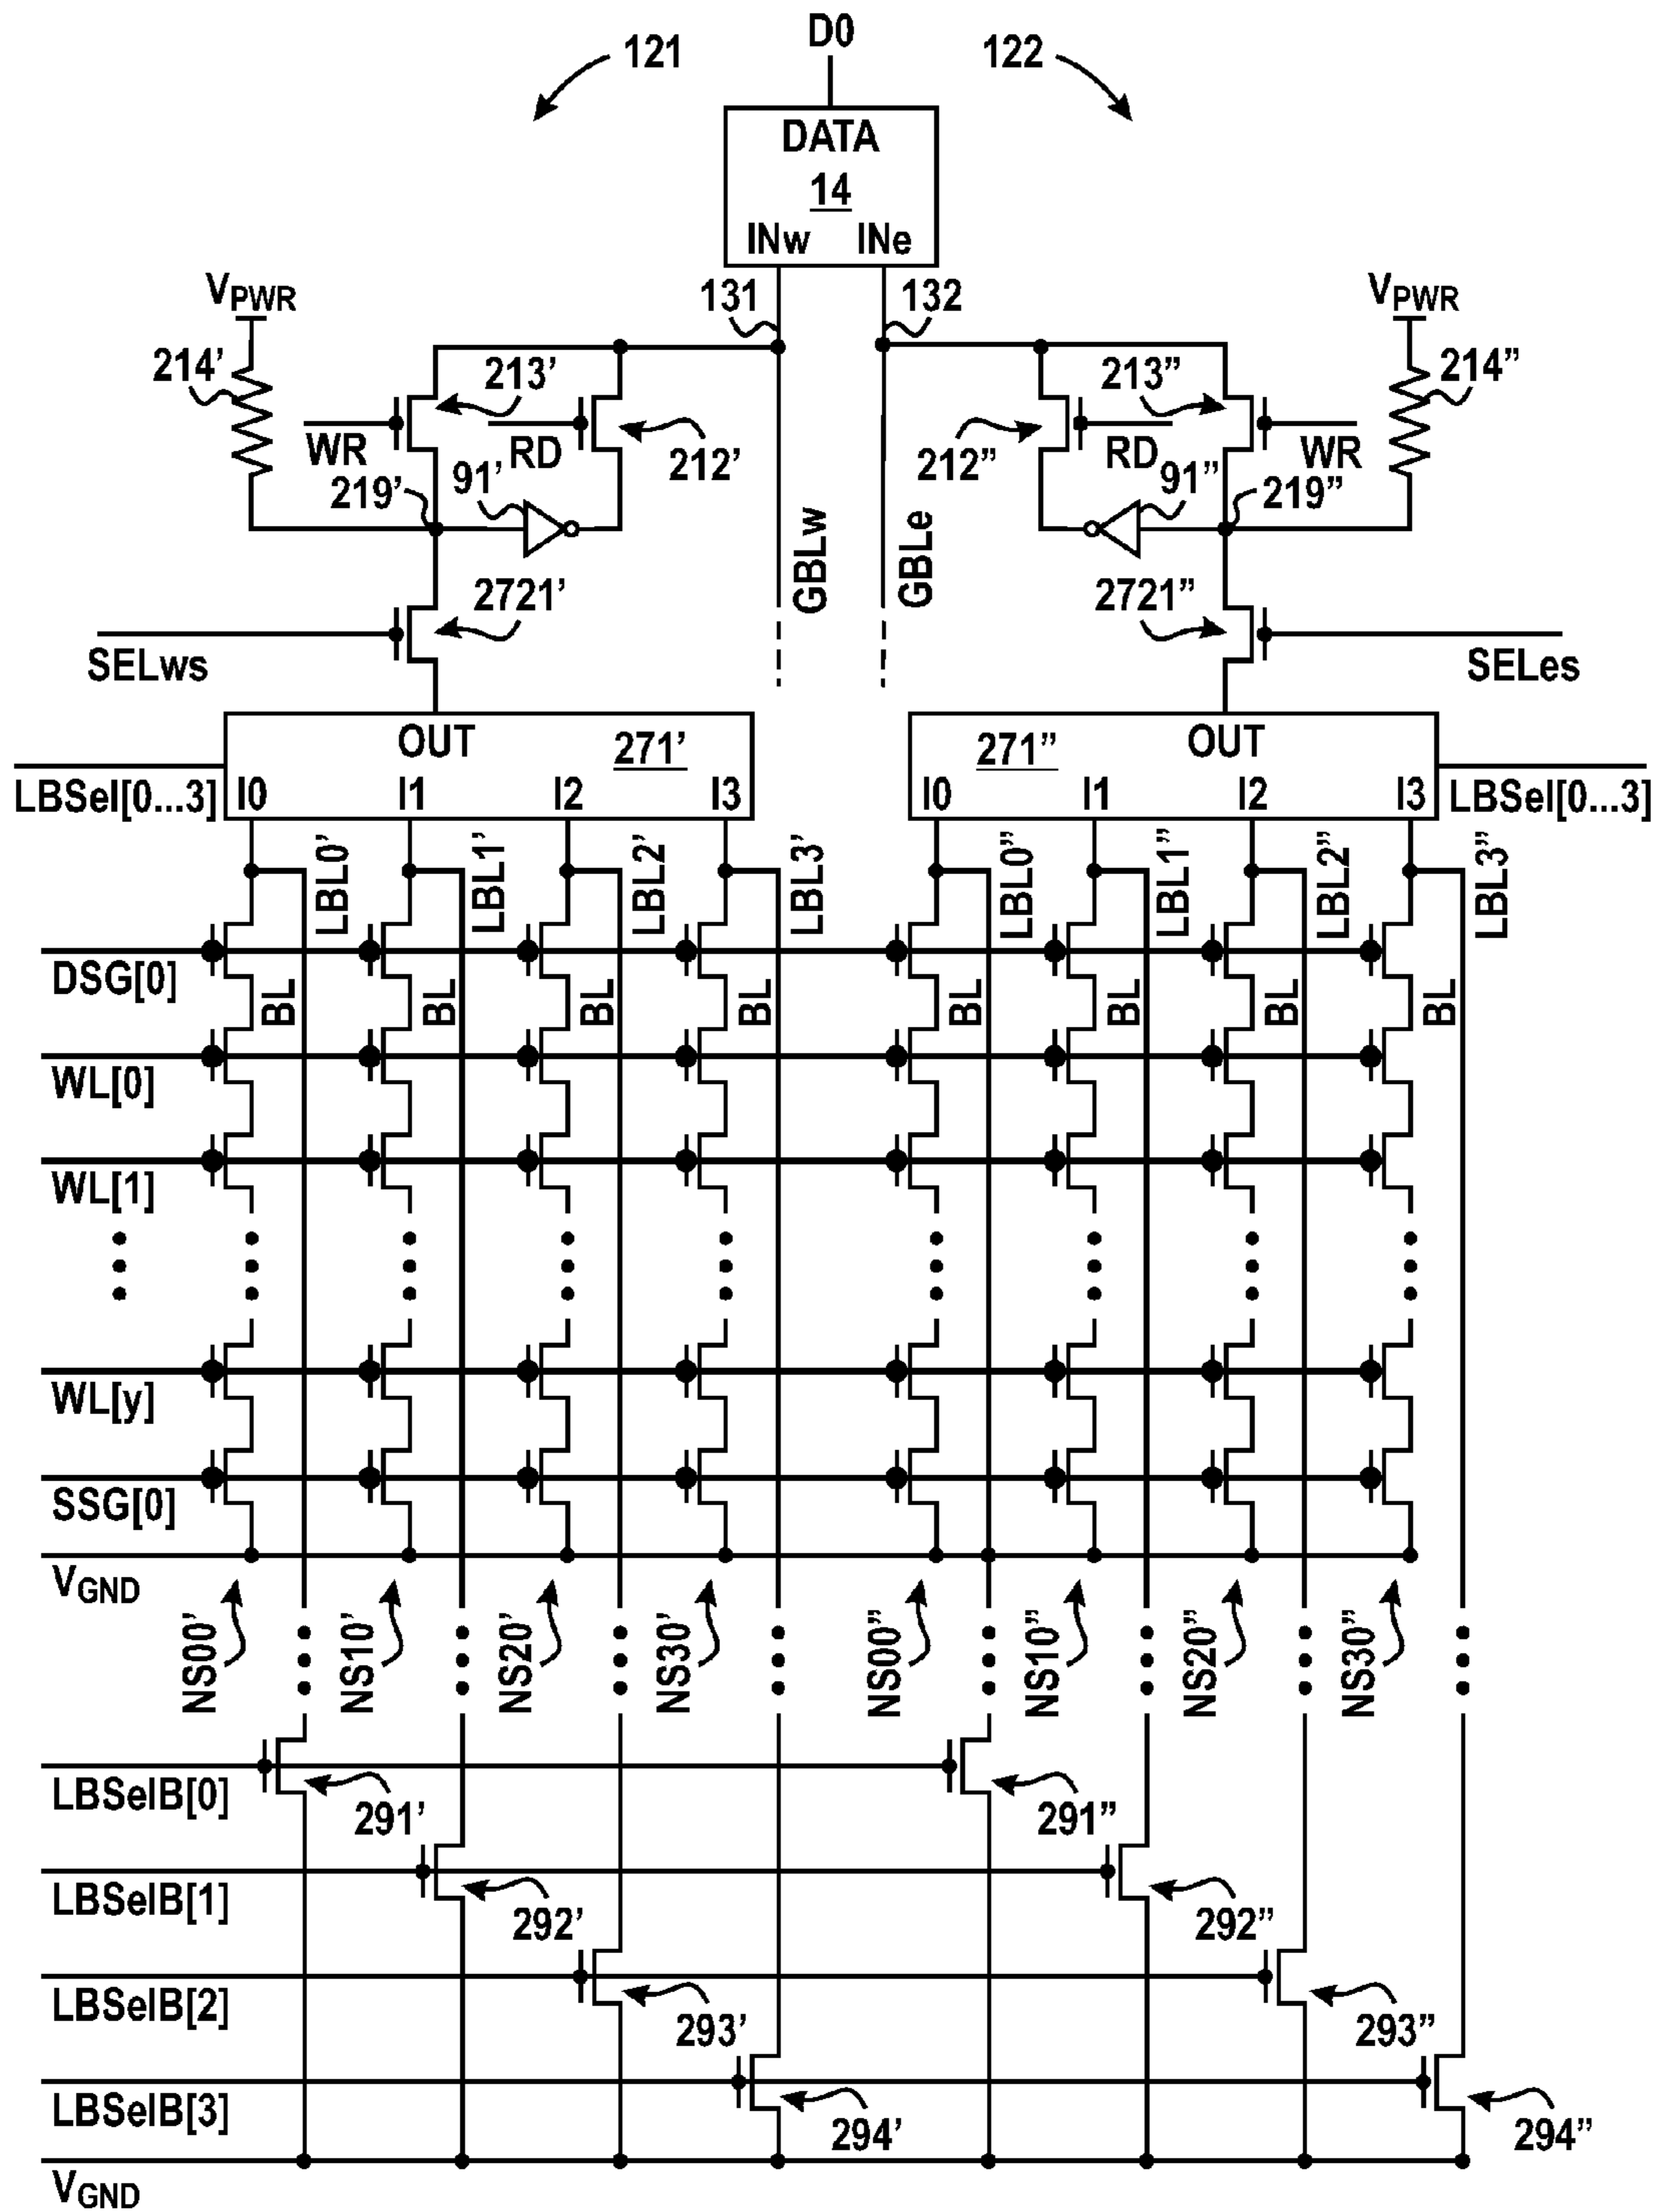 D0
121
122
DATA
14
INw INe
131
132
VPWR
VPWR
214'
213'
213”
214”
WR
RD
212'
212”
RD
WR
219'
91'
91”
219”
GBLw
GBLe
2721'
2721”
SELws
SELes
OUT
271'
271”
OUT
LBSel[0...3]
I0 I1 I2 I3
I0 I1 I2 I3
LBSel[0...3]
LBL0'
LBL1'
LBL2'
LBL3'
LBL0”
LBL1”
LBL2”
LBL3”
DSG[0]
BL
BL
BL
BL
BL
BL
BL
BL
WL[0]
WL[1]
WL[y]
SSG[0]
VGND
NS00'
NS10'
NS20'
NS30'
NS00”
NS10”
NS20”
NS30”
LBSelB[0]
291'
291”
LBSelB[1]
292'
292”
LBSelB[2]
293'
293”
LBSelB[3]
294'
294”
VGND